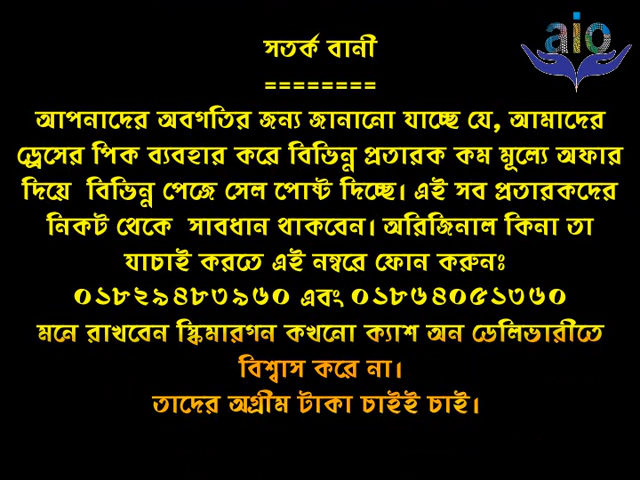 aio
সতর্ক বানী
========
আপনাদের অবগতির জন্য জানানো যাচ্ছে যে, আমাদের
ড্রেসের পিক ব্যবহার করে বিভিন্ন প্রতারক কম মূল্যে অফার
দিয়ে বিভিন্ন পেজে সেল পোষ্ট দিচ্ছে। এই সব প্রতারকদের
নিকট থেকে সাবধান থাকবেন। অরিজিনাল কিনা তা
যাচাই করতে এই নম্বরে ফোন করুনঃ
০১৮২৯৪৮৩৯৬০ এবং ০১৮৬৪০৫১৩৬০
মনে রাখবেন স্কিমারগন কখনো ক্যাশ অন ডেলিভারীতে
বিশ্বাস করে না।
তাদের অগ্রীম টাকা চাইই চাই।